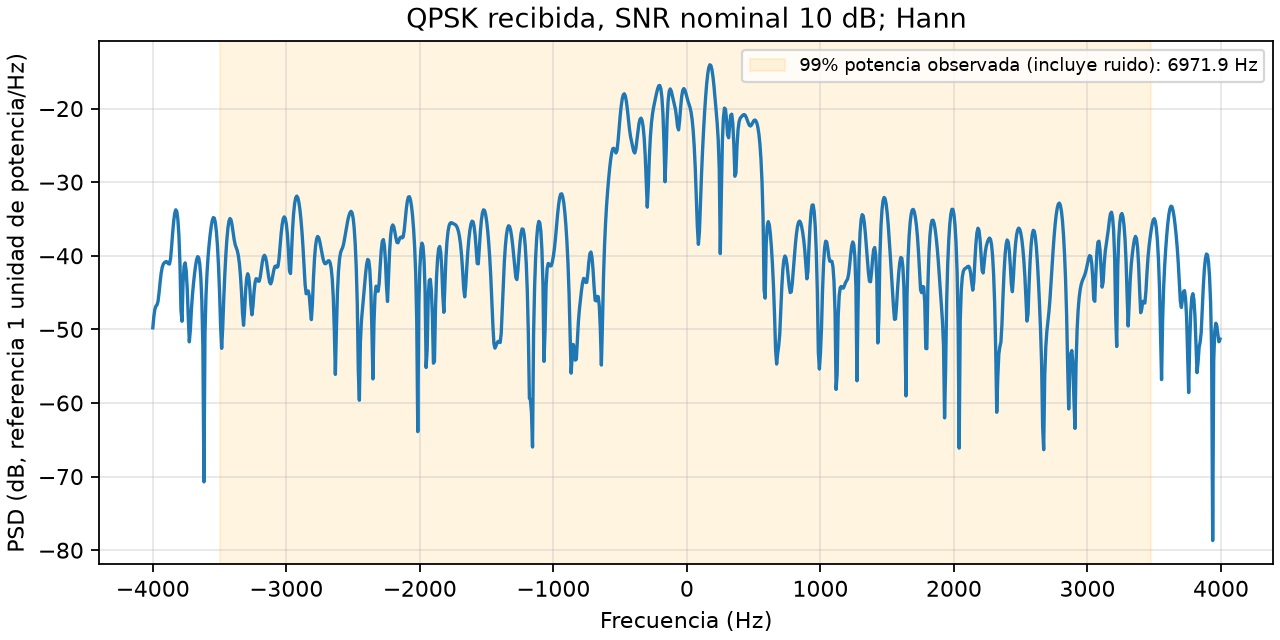 QPSK recibida, SNR nominal 10 dB; Hann
99% potencia observada (incluye ruido): 6971.9 Hz
PSD (dB, referencia 1 unidad de potencia/Hz)
−20
−30
−40
−50
−60
−70
−80
−4000 −3000 −2000 −1000 0 1000 2000 3000 4000
Frecuencia (Hz)